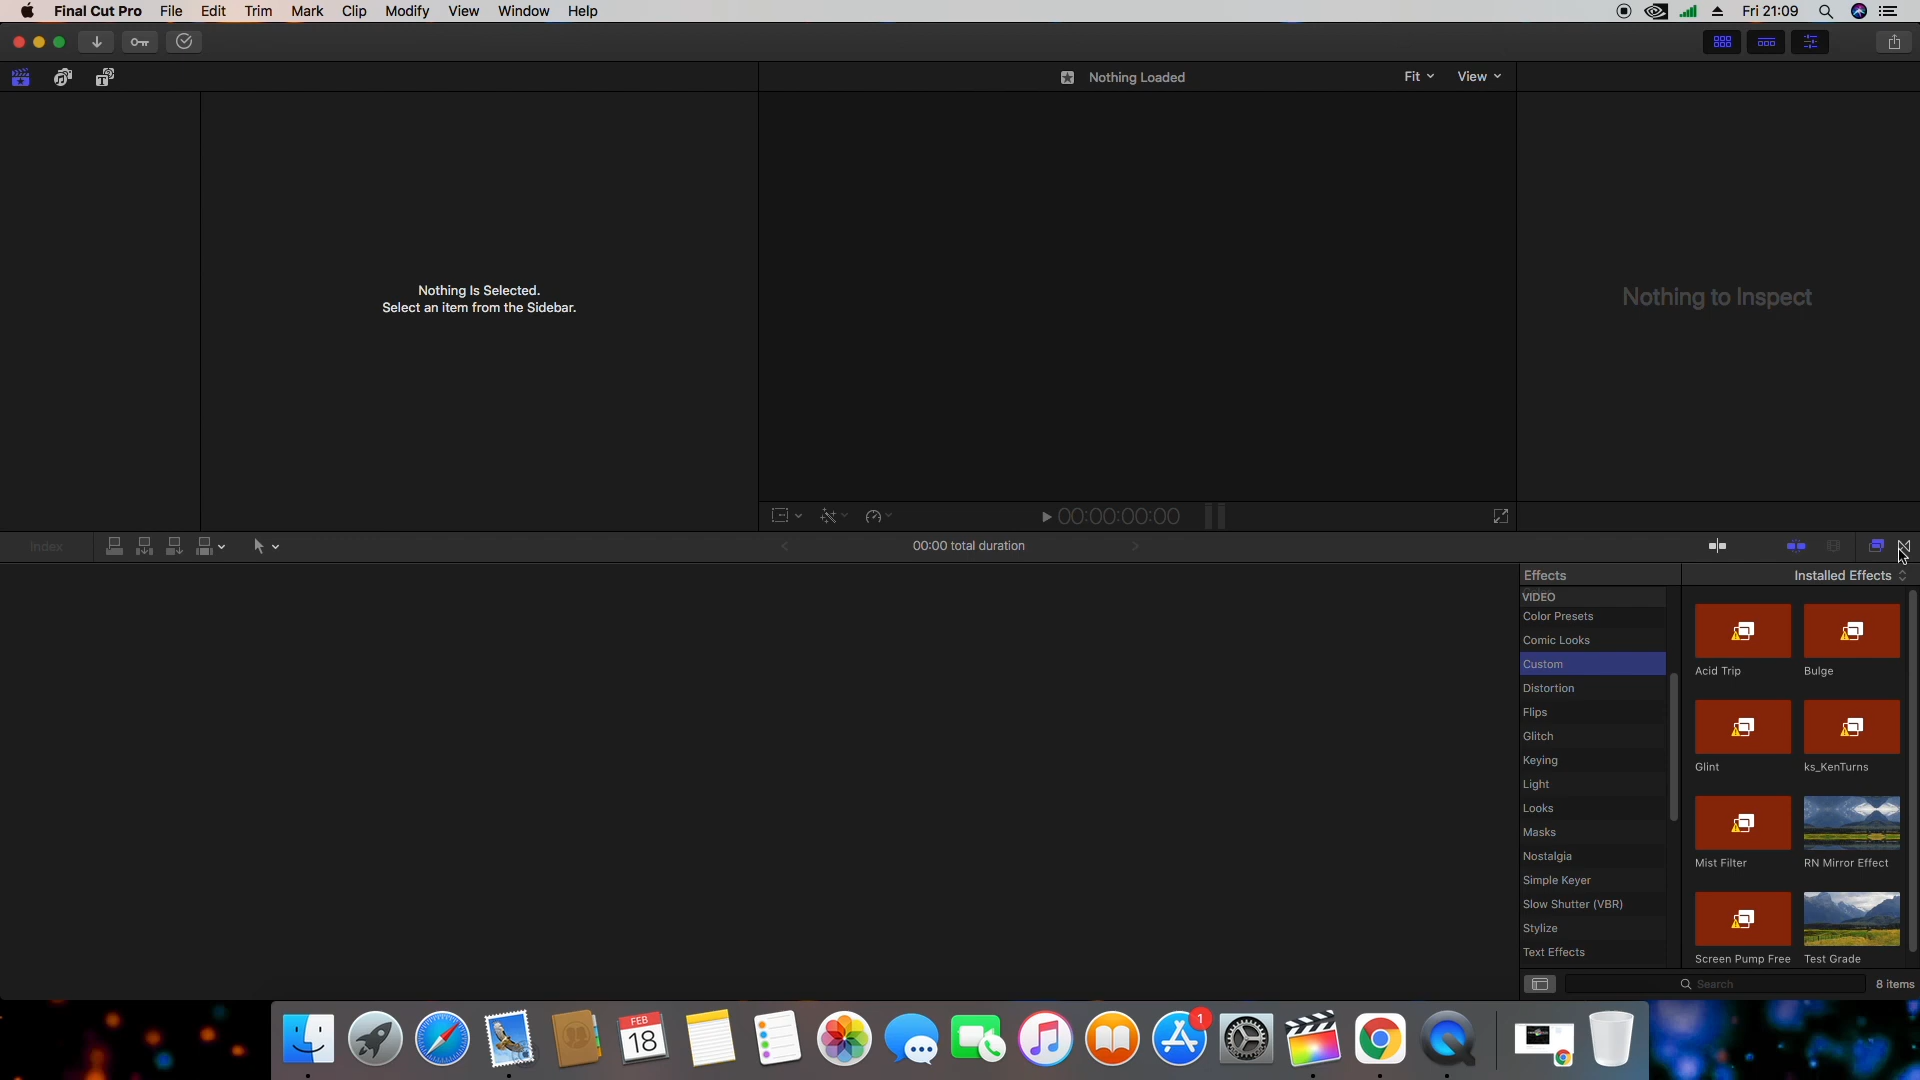 Final Cut Pro File Edit Trim Mark Clip Modify View Window Help
Fri 21:09
Nothing Loaded
Fit
View
Nothing Is Selected.
Select an item from the Sidebar.
Nothing to Inspect
00:00:00:00
Index
00:00 total duration
Effects
Installed Effects
VIDEO
Color Presets
Comic Looks
Custom
Distortion
Flips
Glitch
Keying
Light
Looks
Masks
Nostalgia
Simple Keyer
Slow Shutter (VBR)
Stylize
Text Effects
Acid Trip
Bulge
Glint
ks_KenTurns
Mist Filter
RN Mirror Effect
Screen Pump Free
Test Grade
Search
8 items
FEB
18
1